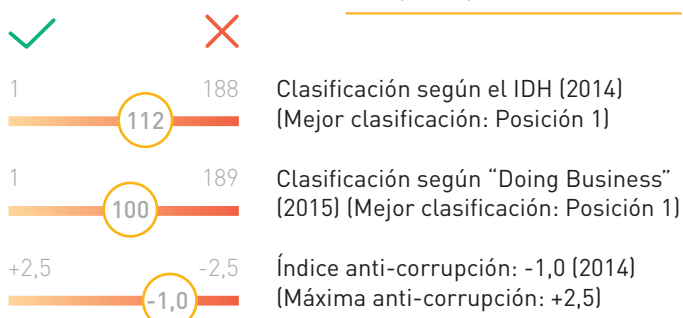 1 188
112
Clasificación según el IDH (2014)
(Mejor clasificación: Posición 1)
1 189
100
Clasificación según “Doing Business”
(2015) (Mejor clasificación: Posición 1)
+2,5 -2,5
-1,0
Índice anti-corrupción: -1,0 (2014)
(Máxima anti-corrupción: +2,5)